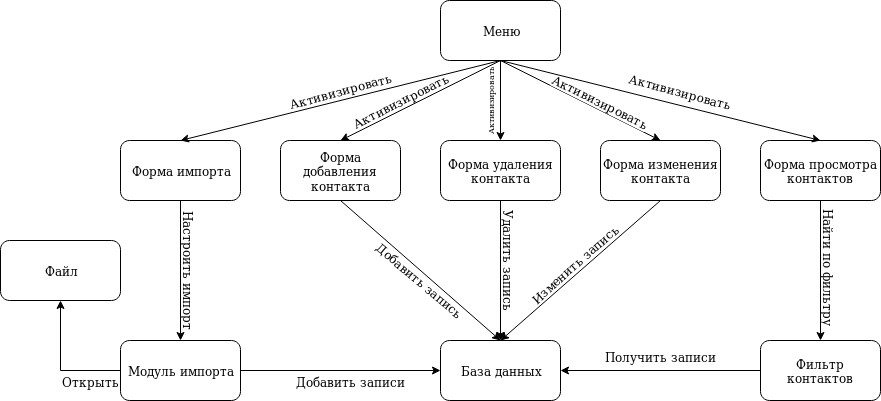 Меню
Активизировать
Активизировать
Активизировать
Активизировать
Активизировать
Форма импорта
Форма
добавления
контакта
Форма удаления
контакта
Форма изменения
контакта
Форма просмотра
контактов
Настроить импорт
Добавить запись
Удалить запись
Изменить запись
Найти по фильтру
Файл
Открыть
Модуль импорта
Добавить записи
База данных
Получить записи
Фильтр
контактов